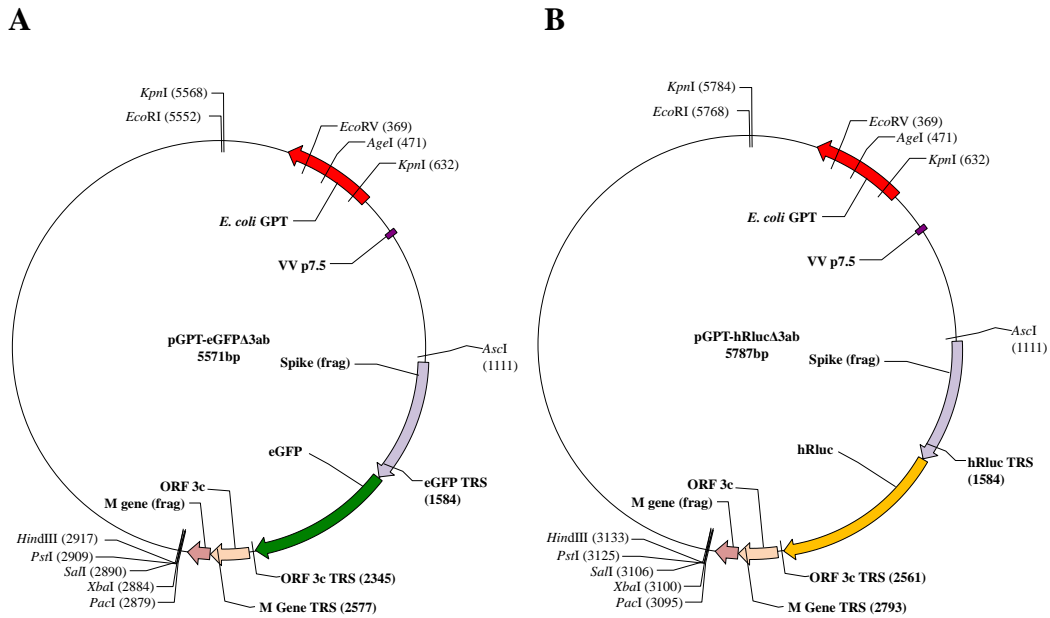 A
KpnI (5568)
EcoRI (5552)
EcoRV (369)
AgeI (471)
KpnI (632)
E. coli GPT
VV p7.5
pGPT-eGFPΔ3ab
5571bp
AscI
(1111)
Spike (frag)
eGFP
eGFP TRS
(1584)
ORF 3c
M gene (frag)
HindIII (2917)
PstI (2909)
SalI (2890)
XbaI (2884)
PacI (2879)
ORF 3c TRS (2345)
M Gene TRS (2577)
B
KpnI (5784)
EcoRI (5768)
EcoRV (369)
AgeI (471)
KpnI (632)
E. coli GPT
VV p7.5
pGPT-hRlucΔ3ab
5787bp
AscI
(1111)
Spike (frag)
hRluc
hRluc TRS
(1584)
ORF 3c
M gene (frag)
HindIII (3133)
PstI (3125)
SalI (3106)
XbaI (3100)
PacI (3095)
ORF 3c TRS (2561)
M Gene TRS (2793)